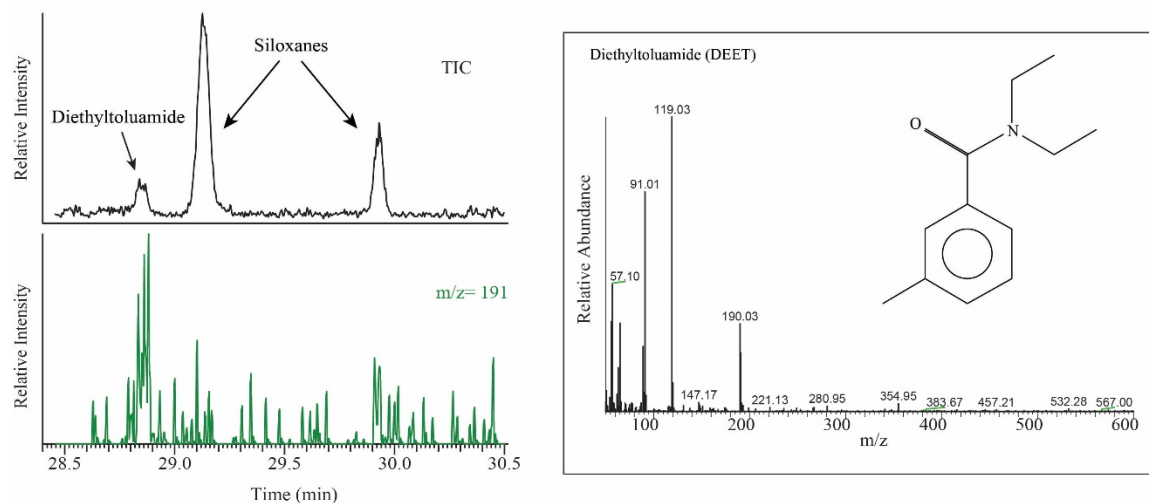 Relative Intensity
TIC
Siloxanes
Diethyltoluamide
Relative Intensity
m/z= 191
28.5 29.0 29.5 30.0 30.5
Time (min)
Diethyltoluamide (DEET)
Relative Abundance
119.03
91.01
57.10
190.03
147.17
221.13
280.95
354.95
383.67
457.21
532.28
567.00
O
N
100 200 300 400 500 600
m/z